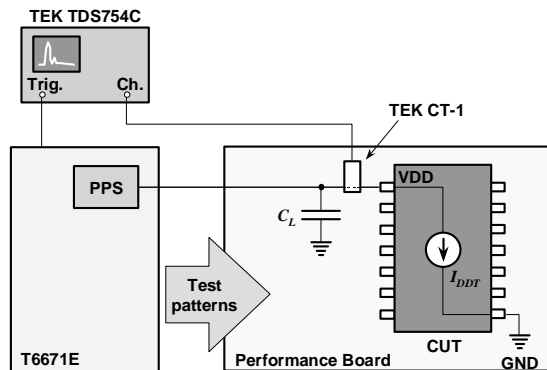 TEK TDS754C
Trig.
Ch.
TEK CT-1
PPS
VDD
C_L
I_DDT
Test
patterns
T6671E
Performance Board
CUT
GND